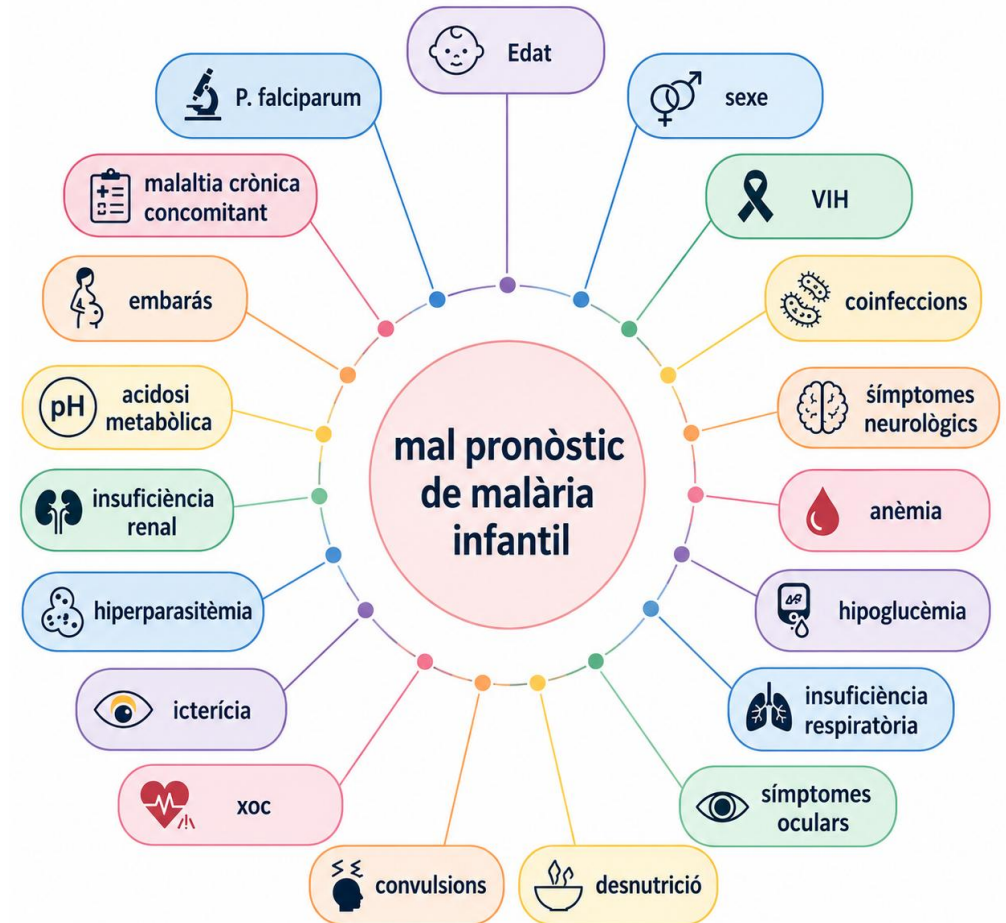 Edat
sexe
VIH
coinfeccions
símptomes
neurològics
anèmia
hipoglucèmia
insuficiència
respiratòria
símptomes
oculars
desnutrició
convulsions
xoc
icterícia
hiperparasitèmia
insuficiència
renal
pH
acidosi
metabòlica
embarás
malaltia crònica
concomitant
P. falciparum
mal pronòstic
de malària
infantil